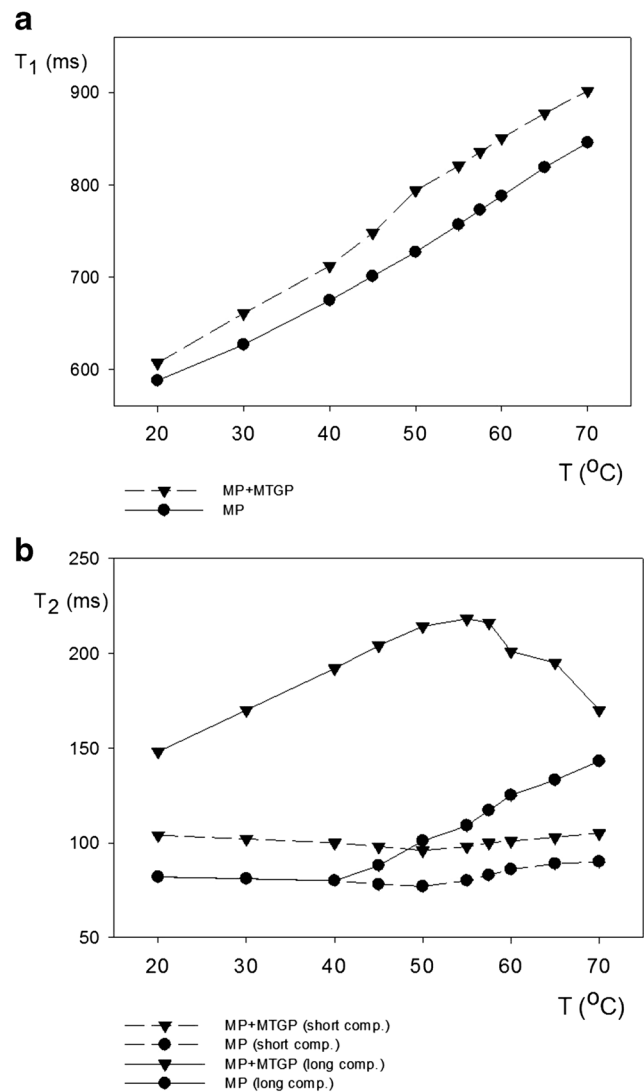 a
T1 (ms)
900
800
700
600
20 30 40 50 60 70
T (°C)
MP+MTGP
MP
b
T2 (ms)
250
200
150
100
50
20 30 40 50 60 70
T (°C)
MP+MTGP (short comp.)
MP (short comp.)
MP+MTGP (long comp.)
MP (long comp.)